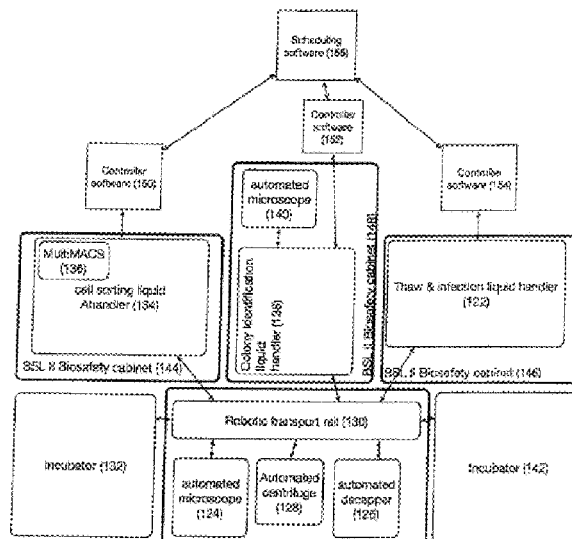 Scheduling
software (156)
Controller
software
(152)
Controller
software (150)
Controller
software (154)
automated
microscope
(140)
MultiMACS
(136)
cell sorting liquid
Ahandler (134)
Colony identification
liquid
handler (138)
BSL II Biosafety cabinet (148)
Thaw & infection liquid handler
(122)
BSL II Biosafety cabinet (144)
BSL II Biosafety cabinet (146)
Robotic transport rail (130)
Incubator (132)
automated
microscope
(124)
Automated
centrifuge
(128)
automated
decapper
(126)
Incubator (142)